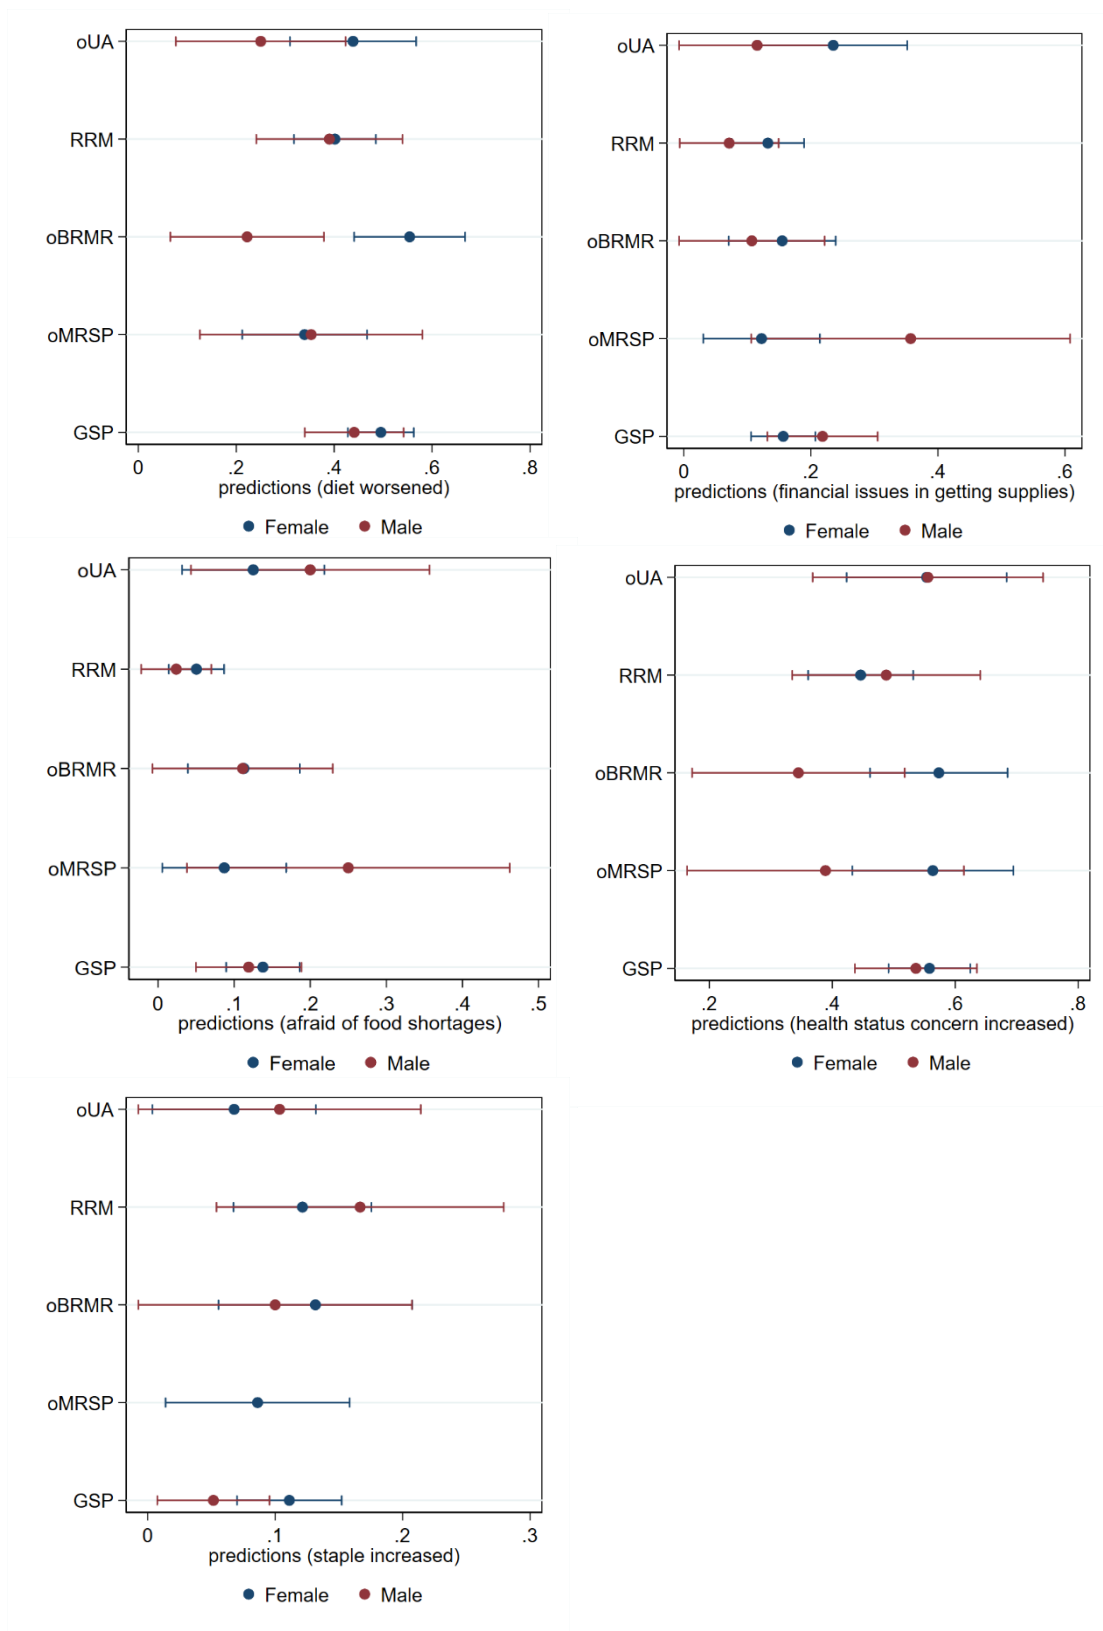 oUA
RRM
oBRMR
oMRSP
GSP
0 .2 .4 .6 .8
predictions (diet worsened)
Female Male
oUA
RRM
oBRMR
oMRSP
GSP
0 .2 .4 .6
predictions (financial issues in getting supplies)
Female Male
oUA
RRM
oBRMR
oMRSP
GSP
0 .1 .2 .3 .4 .5
predictions (afraid of food shortages)
Female Male
oUA
RRM
oBRMR
oMRSP
GSP
.2 .4 .6 .8
predictions (health status concern increased)
Female Male
oUA
RRM
oBRMR
oMRSP
GSP
0 .1 .2 .3
predictions (staple increased)
Female Male